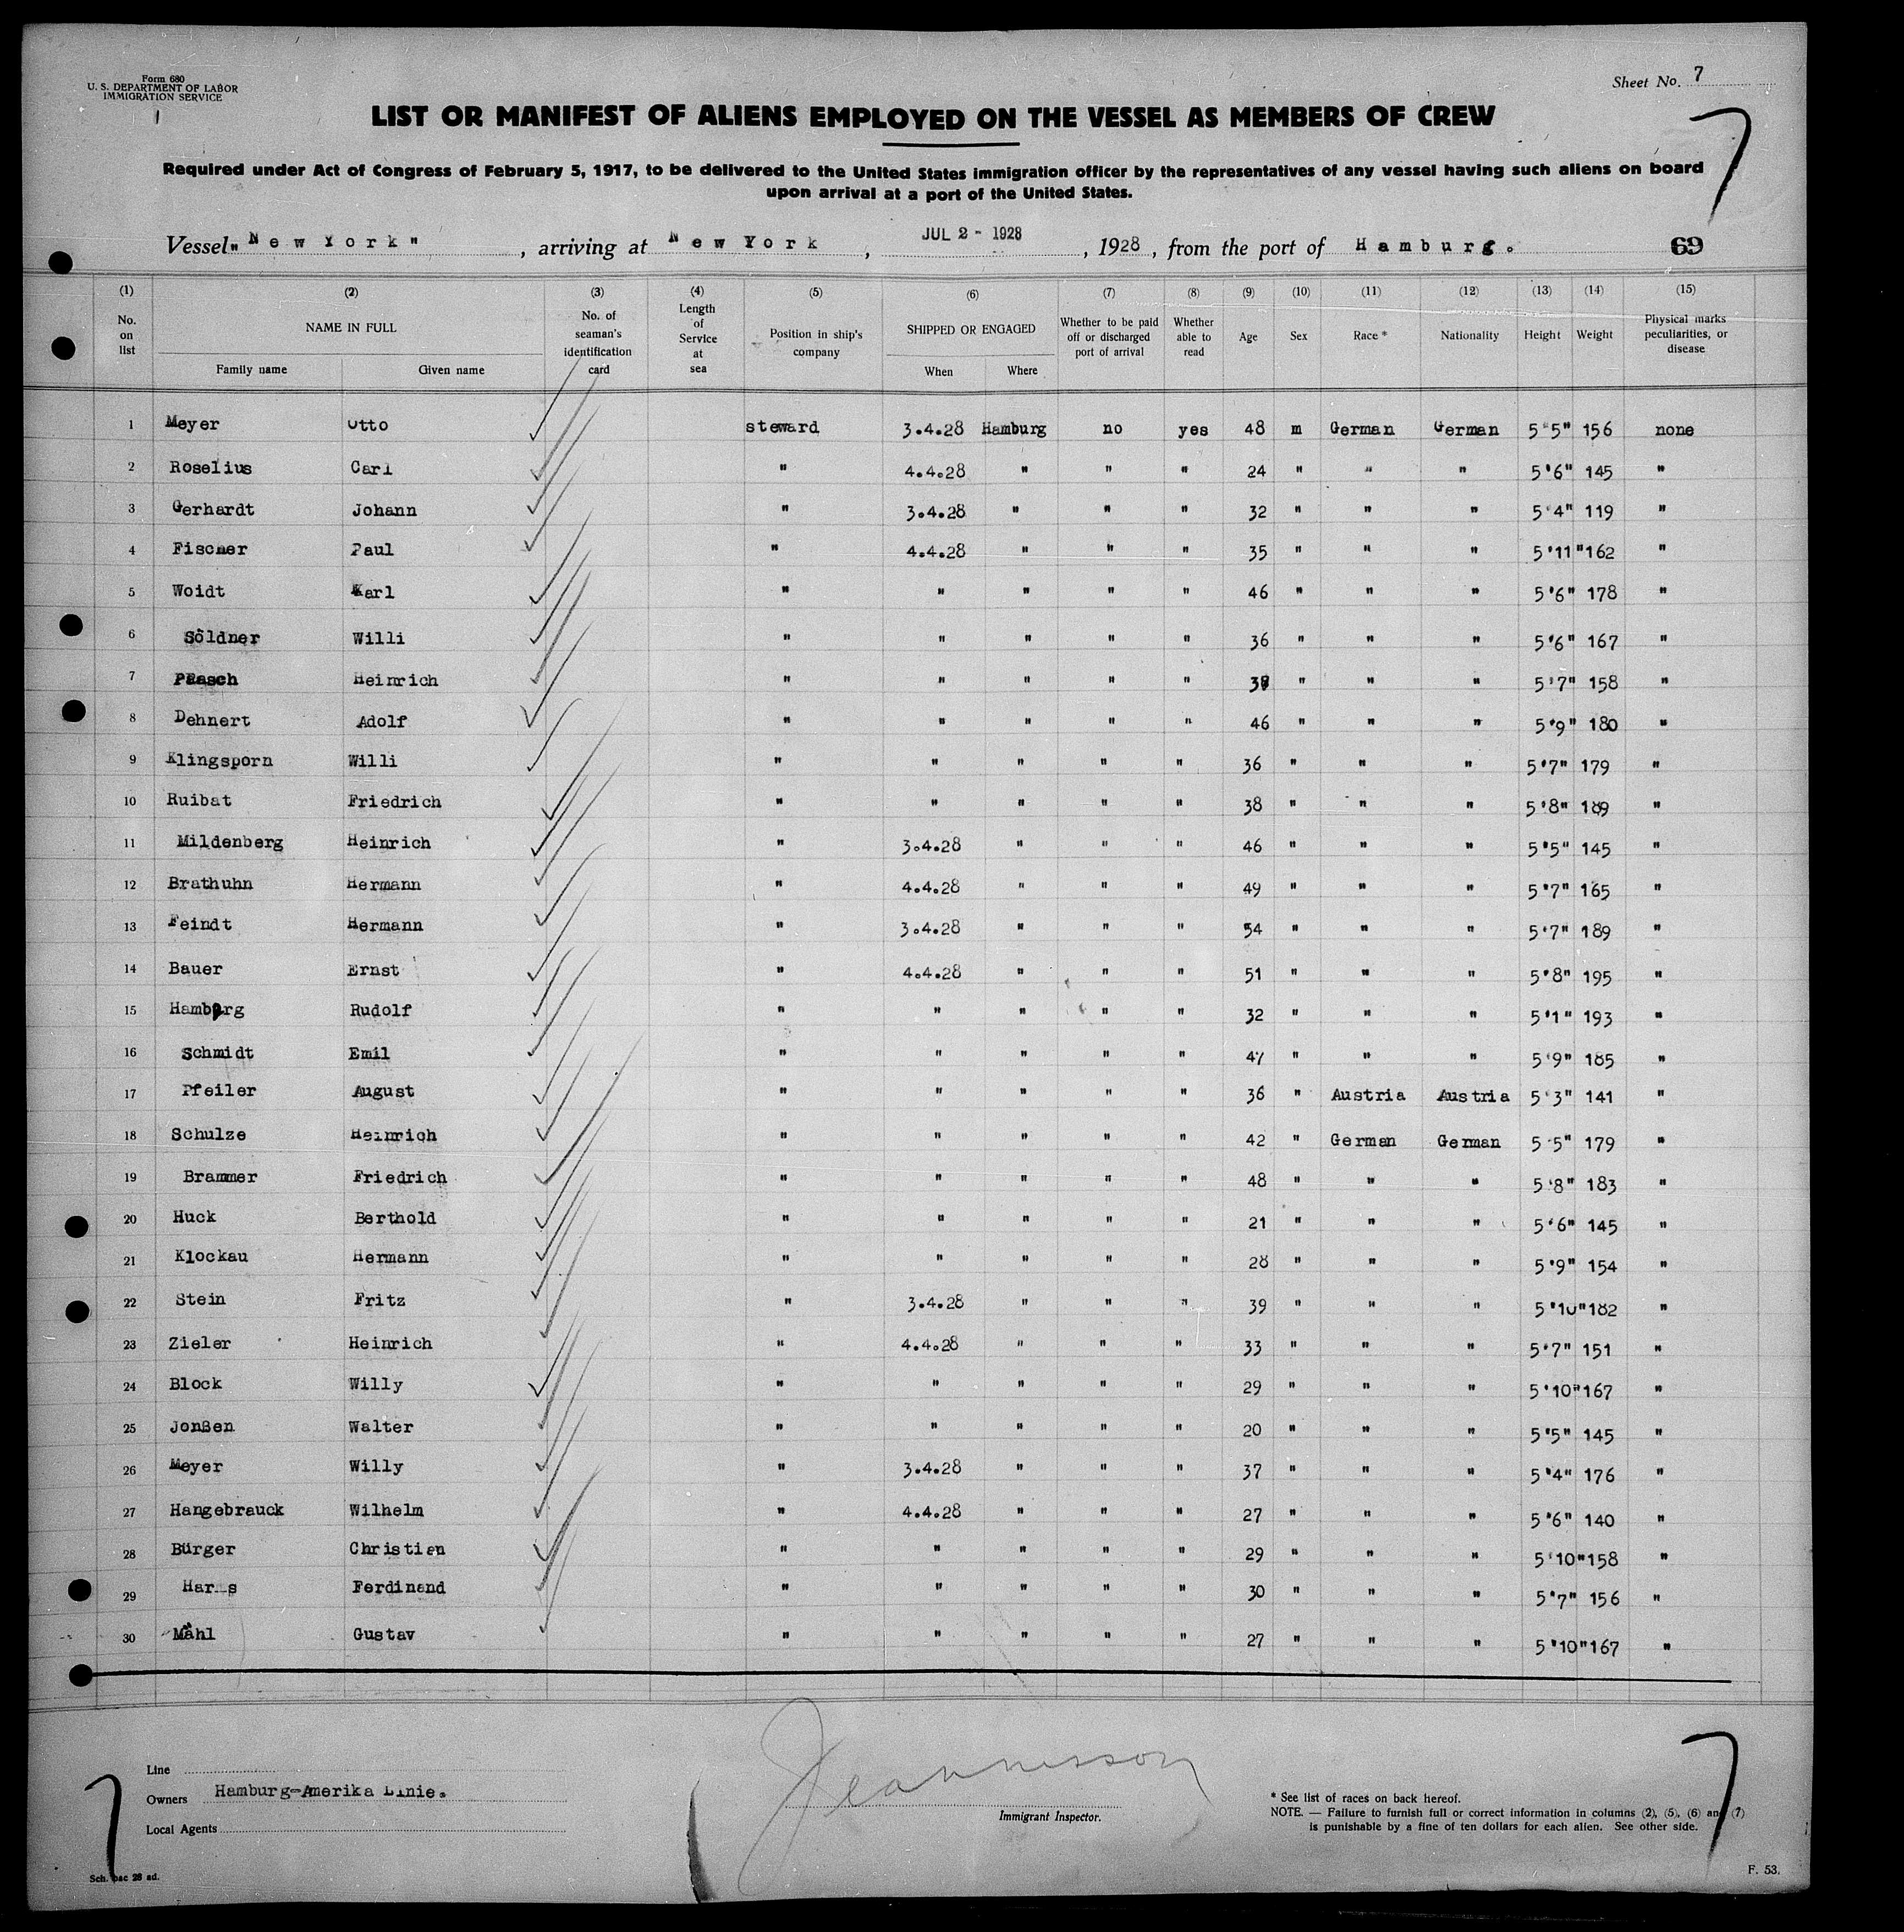 Form 680
U. S. DEPARTMENT OF LABOR
IMMIGRATION SERVICE
Sheet No. 7
LIST OR MANIFEST OF ALIENS EMPLOYED ON THE VESSEL AS MEMBERS OF CREW
7
Required under Act of Congress of February 5, 1917, to be delivered to the United States immigration officer by the representatives of any vessel having such aliens on board
upon arrival at a port of the United States.
Vessel "New York", arriving at New York, JUL 2 - 1928, 1928, from the port of Hamburg. 69
(1) (2) (3) (4) (5) (6) (7) (8) (9) (10) (11) (12) (13) (14) (15)
No. on list NAME IN FULL Family name Given name No. of seaman's identification card Length of Service at sea Position in ship's company SHIPPED OR ENGAGED When Where Whether to be paid off or discharged port of arrival Whether able to read Age Sex Race * Nationality Height Weight Physical marks peculiarities, or disease
1 Meyer Otto steward 3.4.28 Hamburg no yes 48 m German German 5'5" 156 none
2 Roselius Carl " 4.4.28 " " " 24 " " " 5'6" 145 "
3 Gerhardt Johann " 3.4.28 " " " 32 " " " 5'4" 119 "
4 Fischer Paul " 4.4.28 " " " 35 " " " 5'11" 162 "
5 Woidt Karl " " " " " 46 " " " 5'6" 178 "
6 Söldner Willi " " " " " 36 " " " 5'6" 167 "
7 Paasch Heinrich " " " " " " " " 5'7" 158 "
8 Dehnert Adolf " " " " " 46 " " " 5'9" 180 "
9 Klingsporn Willi " " " " " 36 " " " 5'7" 179 "
10 Ruibat Friedrich " " " " " 38 " " " 5'8" 189 "
11 Mildenberg Heinrich " 3.4.28 " " " 46 " " " 5'5" 145 "
12 Brathuhn Hermann " 4.4.28 " " " 49 " " " 5'7" 165 "
13 Feindt Hermann " 3.4.28 " " " 54 " " " 5'7" 189 "
14 Bauer Ernst " 4.4.28 " " " 51 " " " 5'8" 195 "
15 Hamburg Rudolf " " " " " 32 " " " 5'1" 193 "
16 Schmidt Emil " " " " " 47 " " " 5'9" 185 "
17 Pfeiler August " " " " " 36 " Austria Austria 5'3" 141 "
18 Schulze Heinrich " " " " " 42 " German German 5'5" 179 "
19 Brammer Friedrich " " " " " 48 " " " 5'8" 183 "
20 Huck Berthold " " " " " 21 " " " 5'6" 145 "
21 Klockau Hermann " " " " " 28 " " " 5'9" 154 "
22 Stein Fritz " 3.4.28 " " " 39 " " " 5'10" 182 "
23 Zieler Heinrich " 4.4.28 " " " 33 " " " 5'7" 151 "
24 Block Willy " " " " " 29 " " " 5'10" 167 "
25 Jonßen Walter " " " " " 20 " " " 5'5" 145 "
26 Meyer Willy " 3.4.28 " " " 37 " " " 5'4" 176 "
27 Hangebrauck Wilhelm " 4.4.28 " " " 27 " " " 5'6" 140 "
28 Bürger Christian " " " " " 29 " " " 5'10" 158 "
29 Ferdinand " " " " " 30 " " " 5'7" 156 "
30 Mähl Gustav " " " " " 27 " " " 5'10" 167 "
Line
Owners Hamburg-Amerika Linie.
Local Agents
Jeannisson
Immigrant Inspector.
* See list of races on back hereof.
NOTE. — Failure to furnish full or correct information in columns (2), (5), (6) and (7)
is punishable by a fine of ten dollars for each alien. See other side.
7
7
Sch. bac 28 ad.
F. 53.